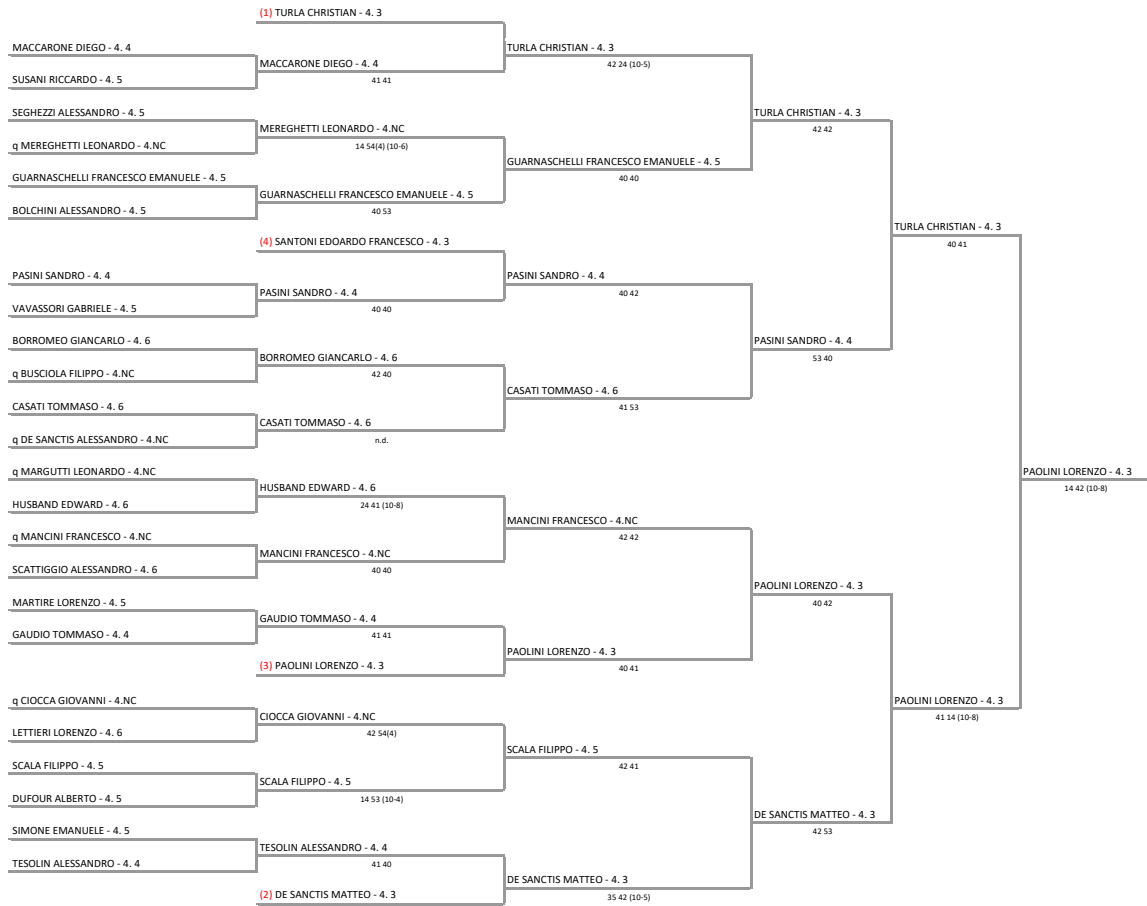 (1) TURLA CHRISTIAN - 4. 3
MACCARONE DIEGO - 4. 4
TURLA CHRISTIAN - 4. 3
MACCARONE DIEGO - 4. 4
42 24 (10-5)
SUSANI RICCARDO - 4. 5
41 41
SEGHEZZI ALESSANDRO - 4. 5
TURLA CHRISTIAN - 4. 3
MEREGHETTI LEONARDO - 4.NC
42 42
q MEREGHETTI LEONARDO - 4.NC
14 54(4) (10-6)
GUARNASCHELLI FRANCESCO EMANUELE - 4. 5
GUARNASCHELLI FRANCESCO EMANUELE - 4. 5
40 40
GUARNASCHELLI FRANCESCO EMANUELE - 4. 5
BOLCHINI ALESSANDRO - 4. 5
40 53
TURLA CHRISTIAN - 4. 3
(4) SANTONI EDOARDO FRANCESCO - 4. 3
40 41
PASINI SANDRO - 4. 4
PASINI SANDRO - 4. 4
PASINI SANDRO - 4. 4
40 42
VAVASSORI GABRIELE - 4. 5
40 40
BORROMEO GIANCARLO - 4. 6
PASINI SANDRO - 4. 4
BORROMEO GIANCARLO - 4. 6
53 40
q BUSCIOLA FILIPPO - 4.NC
42 40
CASATI TOMMASO - 4. 6
CASATI TOMMASO - 4. 6
41 53
CASATI TOMMASO - 4. 6
q DE SANCTIS ALESSANDRO - 4.NC
n.d.
q MARGUTTI LEONARDO - 4.NC
PAOLINI LORENZO - 4. 3
HUSBAND EDWARD - 4. 6
14 42 (10-8)
HUSBAND EDWARD - 4. 6
24 41 (10-8)
MANCINI FRANCESCO - 4.NC
q MANCINI FRANCESCO - 4.NC
42 42
MANCINI FRANCESCO - 4.NC
SCATTIGGIO ALESSANDRO - 4. 6
40 40
PAOLINI LORENZO - 4. 3
MARTIRE LORENZO - 4. 5
40 42
GAUDIO TOMMASO - 4. 4
GAUDIO TOMMASO - 4. 4
41 41
PAOLINI LORENZO - 4. 3
(3) PAOLINI LORENZO - 4. 3
40 41
q CIOCCA GIOVANNI - 4.NC
PAOLINI LORENZO - 4. 3
CIOCCA GIOVANNI - 4.NC
41 14 (10-8)
LETTIERI LORENZO - 4. 6
42 54(4)
SCALA FILIPPO - 4. 5
SCALA FILIPPO - 4. 5
42 41
SCALA FILIPPO - 4. 5
DUFOUR ALBERTO - 4. 5
14 53 (10-4)
DE SANCTIS MATTEO - 4. 3
SIMONE EMANUELE - 4. 5
42 53
TESOLIN ALESSANDRO - 4. 4
TESOLIN ALESSANDRO - 4. 4
41 40
DE SANCTIS MATTEO - 4. 3
(2) DE SANCTIS MATTEO - 4. 3
35 42 (10-5)